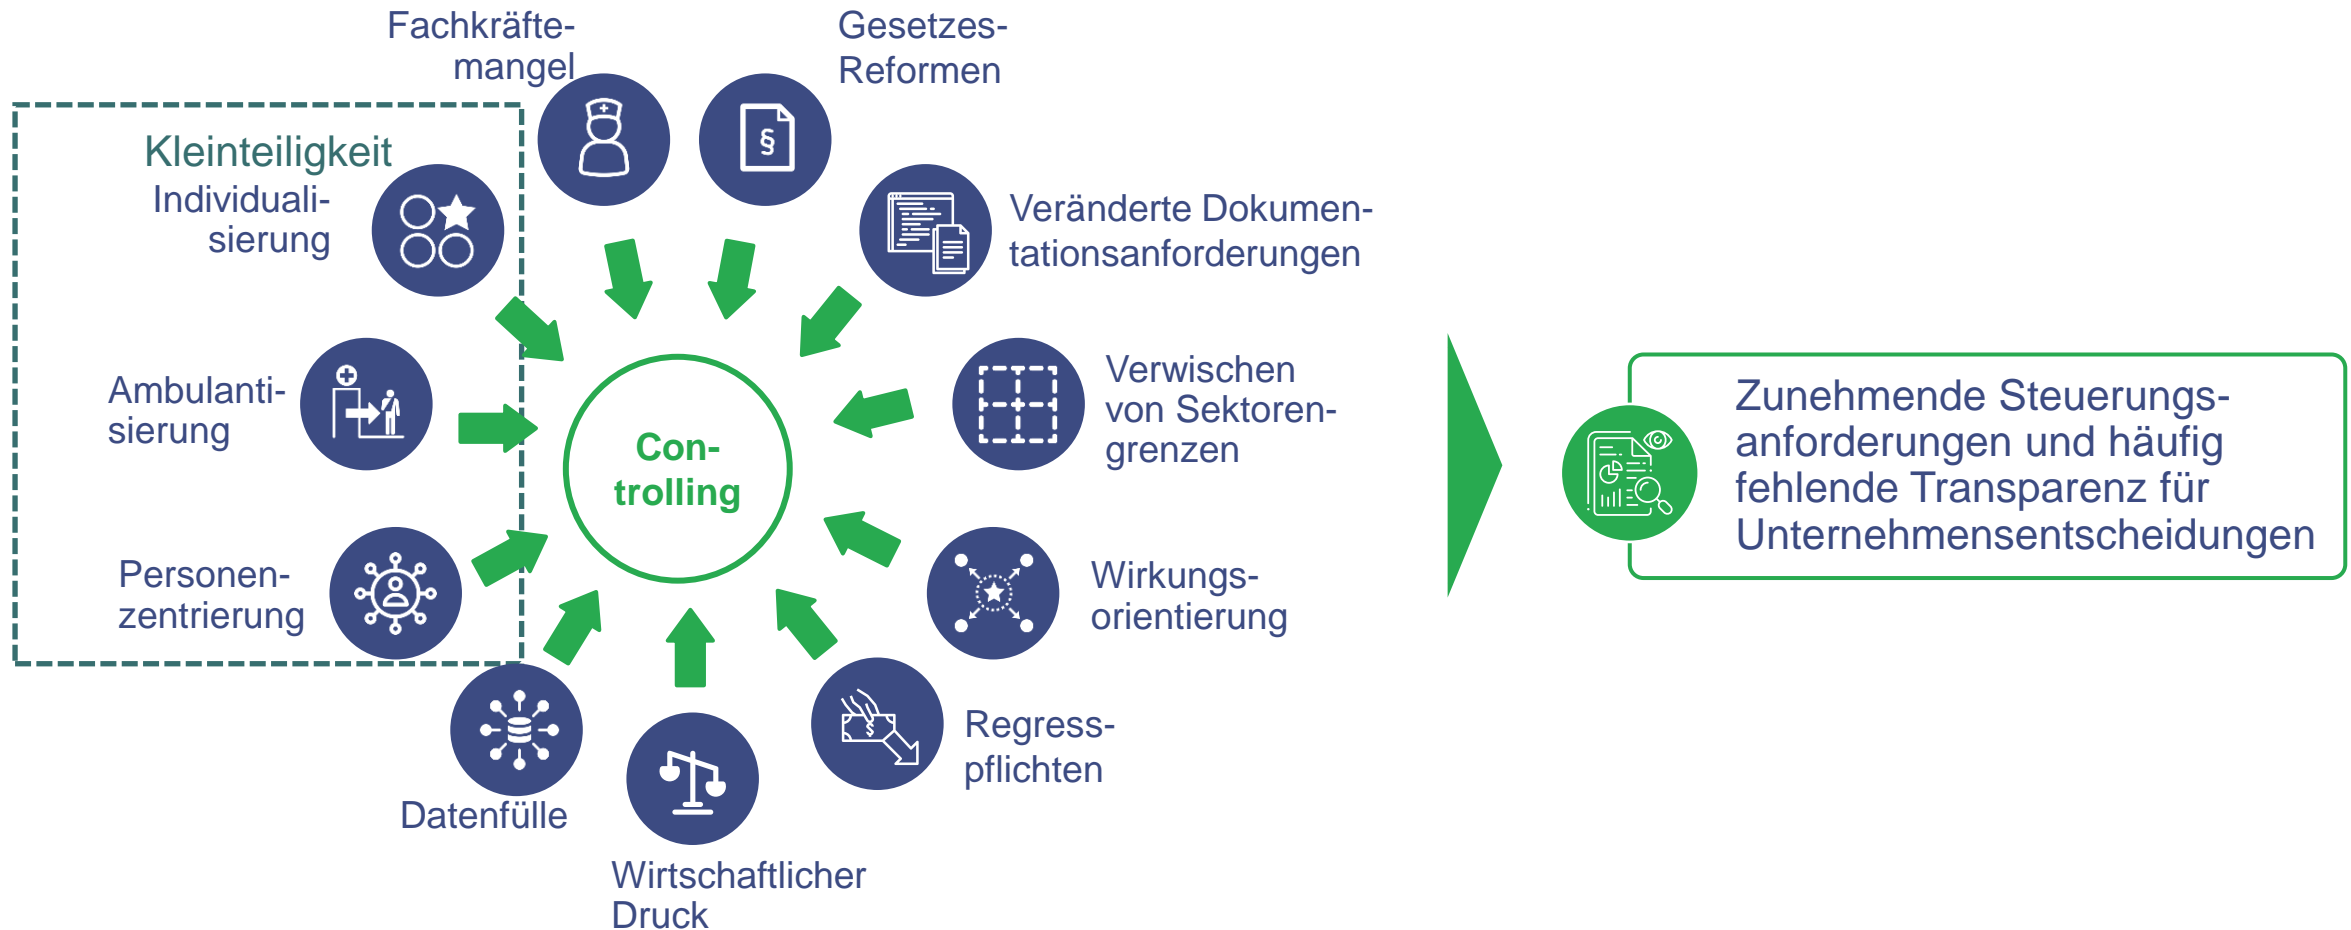 Fachkräfte-
mangel
Gesetzes-
Reformen
Kleinteiligkeit
Individuali-
sierung
§
Veränderte Dokumen-
tationsanforderungen
Ambulanti-
sierung
Verwischen
von Sektoren-
grenzen
Con-
trolling
Zunehmende Steuerungs-
anforderungen und häufig
fehlende Transparenz für
Unternehmensentscheidungen
Personen-
zentrierung
Wirkungs-
orientierung
$
Regress-
pflichten
Datenfülle
Wirtschaftlicher
Druck